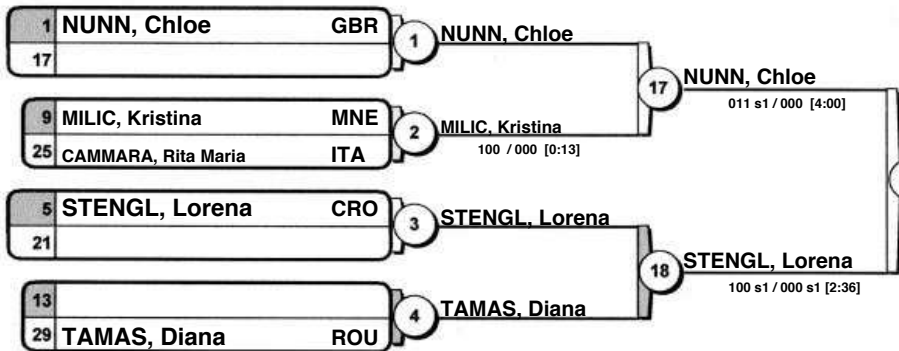 1 NUNN, Chloe GBR
17
1
NUNN, Chloe
9 MILIC, Kristina MNE
25 CAMMARA, Rita Maria ITA
2
MILIC, Kristina
100 / 000 [0:13]
17
NUNN, Chloe
011 s1 / 000 [4:00]
5 STENGL, Lorena CRO
21
3
STENGL, Lorena
13
29 TAMAS, Diana ROU
4
TAMAS, Diana
18
STENGL, Lorena
100 s1 / 000 s1 [2:36]